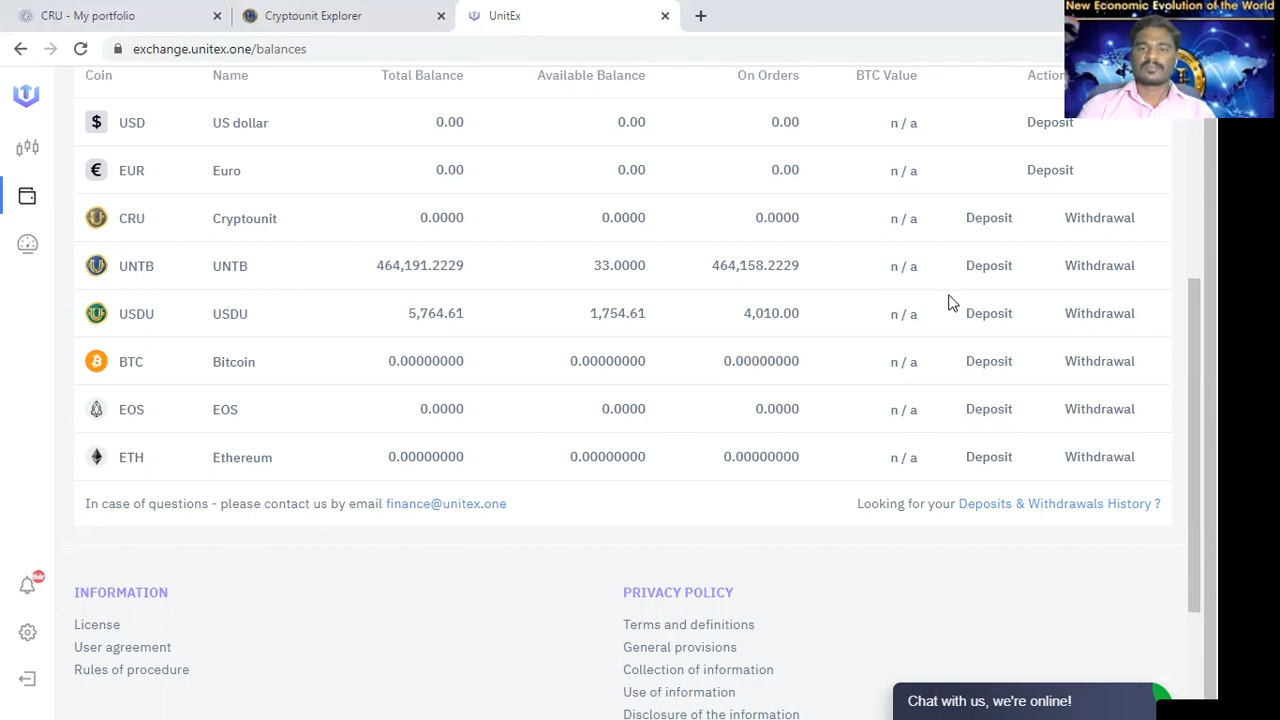 CRU - My portfolio
Cryptounit Explorer
UnitEx
New Economic Evolution of the World
exchange.unitex.one/balances
Coin Name Total Balance Available Balance On Orders BTC Value Action
$ USD US dollar 0.00 0.00 0.00 n / a Deposit
€ EUR Euro 0.00 0.00 0.00 n / a Deposit
CRU Cryptounit 0.0000 0.0000 0.0000 n / a Deposit Withdrawal
UNTB UNTB 464,191.2229 33.0000 464,158.2229 n / a Deposit Withdrawal
USDU USDU 5,764.61 1,754.61 4,010.00 n / a Deposit Withdrawal
BTC Bitcoin 0.00000000 0.00000000 0.00000000 n / a Deposit Withdrawal
EOS EOS 0.0000 0.0000 0.0000 n / a Deposit Withdrawal
ETH Ethereum 0.00000000 0.00000000 0.00000000 n / a Deposit Withdrawal
In case of questions - please contact us by email finance@unitex.one
Looking for your Deposits & Withdrawals History ?
INFORMATION
License
User agreement
Rules of procedure
PRIVACY POLICY
Terms and definitions
General provisions
Collection of information
Use of information
Disclosure of the information
Chat with us, we're online!